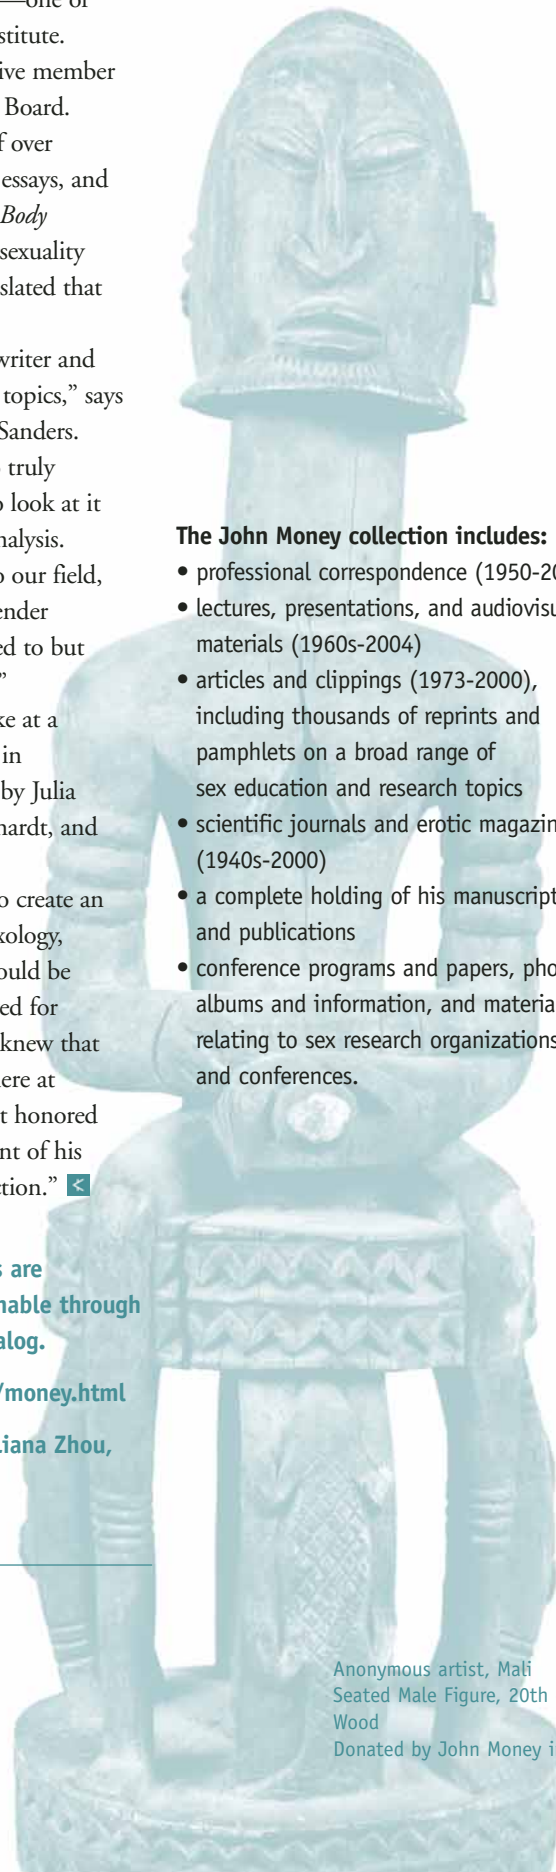 —one of
stitute.
ive member
Board.
f over
essays, and
Body
sexuality
slated that
writer and
topics,” says
Sanders.
truly
o look at it
nalysis.
o our field,
ender
ed to but
”
ke at a
in
by Julia
hardt, and
o create an
xology,
ould be
ed for
knew that
ere at
t honored
nt of his
ction.”
s are
nable through
alog.
/money.html
liana Zhou,
The John Money collection includes:
• professional correspondence (1950-20
• lectures, presentations, and audiovisu
materials (1960s-2004)
• articles and clippings (1973-2000),
including thousands of reprints and
pamphlets on a broad range of
sex education and research topics
• scientific journals and erotic magazin
(1940s-2000)
• a complete holding of his manuscript
and publications
• conference programs and papers, pho
albums and information, and materia
relating to sex research organizations
and conferences.
Anonymous artist, Mali
Seated Male Figure, 20th
Wood
Donated by John Money i